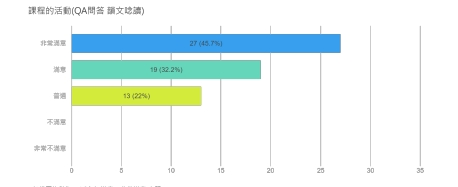 課程的活動(QA問答 韻文唸讀)
非常滿意
27 (45.7%)
滿意
19 (32.2%)
普通
13 (22%)
不滿意
非常不滿意
0 5 10 15 20 25 30 35